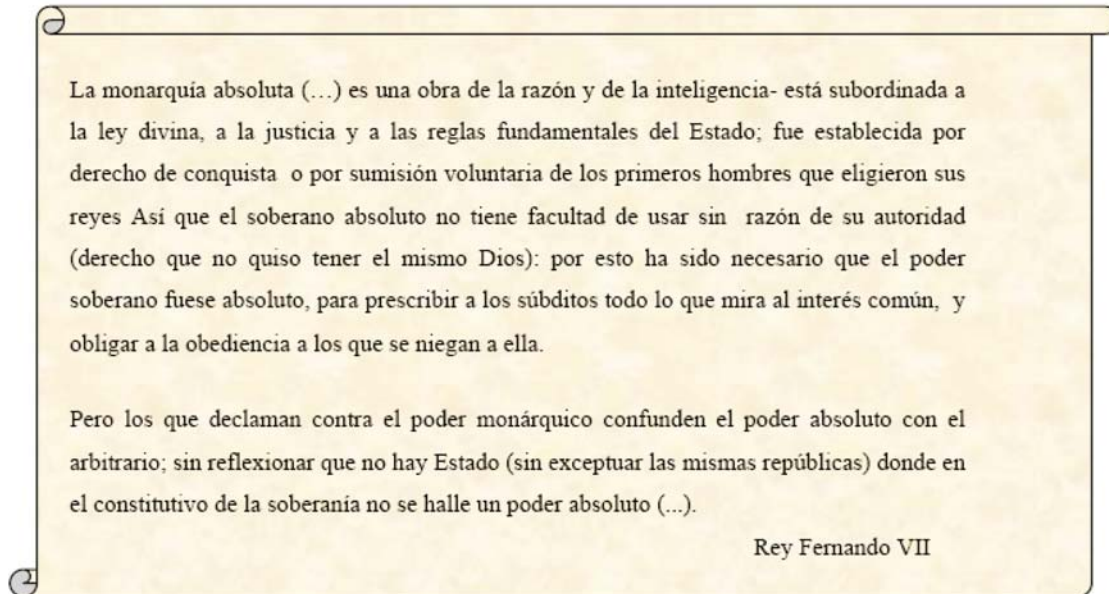 La monarquía absoluta (…) es una obra de la razón y de la inteligencia- está subordinada a
la ley divina, a la justicia y a las reglas fundamentales del Estado; fue establecida por
derecho de conquista o por sumisión voluntaria de los primeros hombres que eligieron sus
reyes Así que el soberano absoluto no tiene facultad de usar sin razón de su autoridad
(derecho que no quiso tener el mismo Dios): por esto ha sido necesario que el poder
soberano fuese absoluto, para prescribir a los súbditos todo lo que mira al interés común, y
obligar a la obediencia a los que se niegan a ella.
Pero los que declaman contra el poder monárquico confunden el poder absoluto con el
arbitrario; sin reflexionar que no hay Estado (sin exceptuar las mismas repúblicas) donde en
el constitutivo de la soberanía no se halle un poder absoluto (...).
Rey Fernando VII